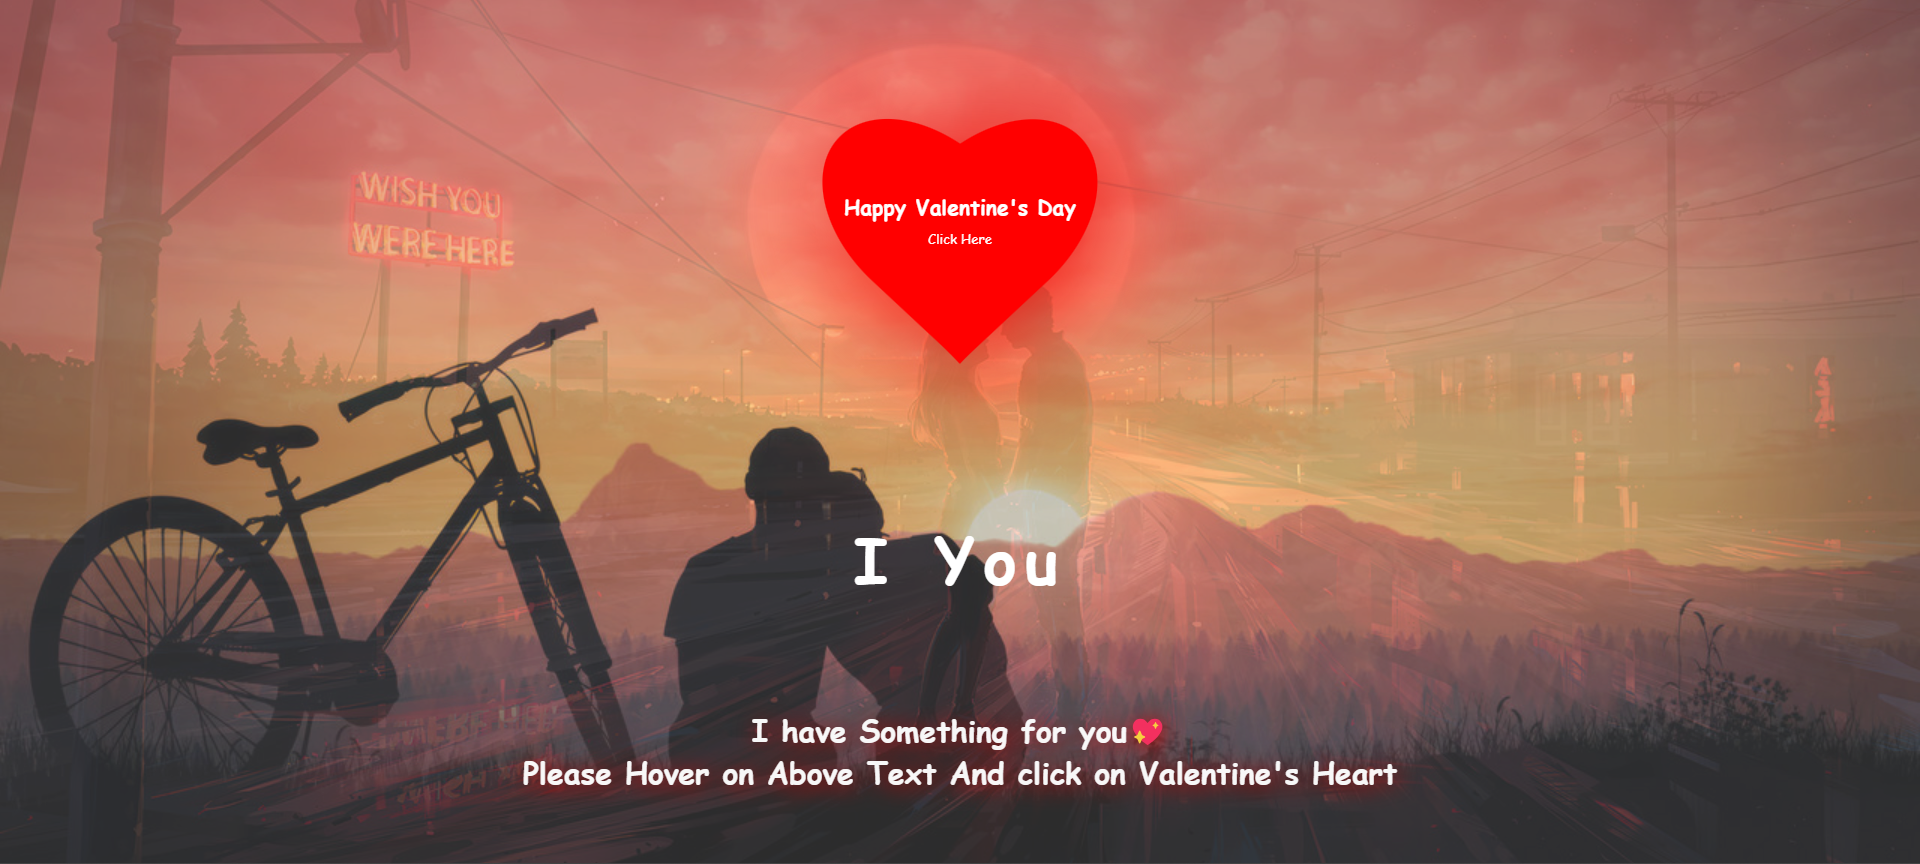 WISH YOU
WERE HERE
Happy Valentine's Day
Click Here
I You
I have Something for you💖
Please Hover on Above Text And click on Valentine's Heart